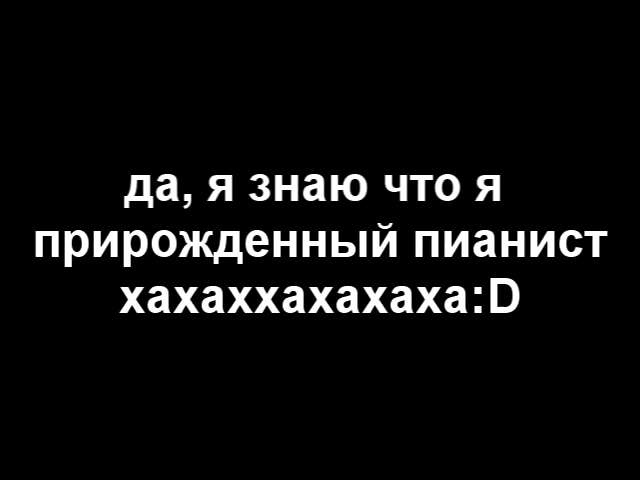 да, я знаю что я
прирожденный пианист
хахаххахахаха:D